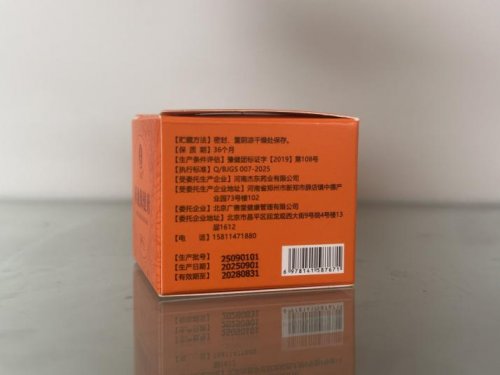 【贮藏方法】密封、置阴凉干燥处保存。
【保 质 期】36个月
【生产条件评估】豫健团标证字【2019】第108号
【执行标准】Q/BJGS 007-2025
【受委托生产企业】河南杰东药业有限公司
【受委托生产企业地址】河南省郑州市新郑市薛店镇中德产
业园73号楼102号
【委托企业】北京广善堂健康管理有限公司
【委托企业地址】北京市昌平区回龙观西大街9号院4号楼13
层1612
【电 话】15811471880
【生产批号】25090101
【生产日期】20250901
【有效期至】20280831
6 978141 587671